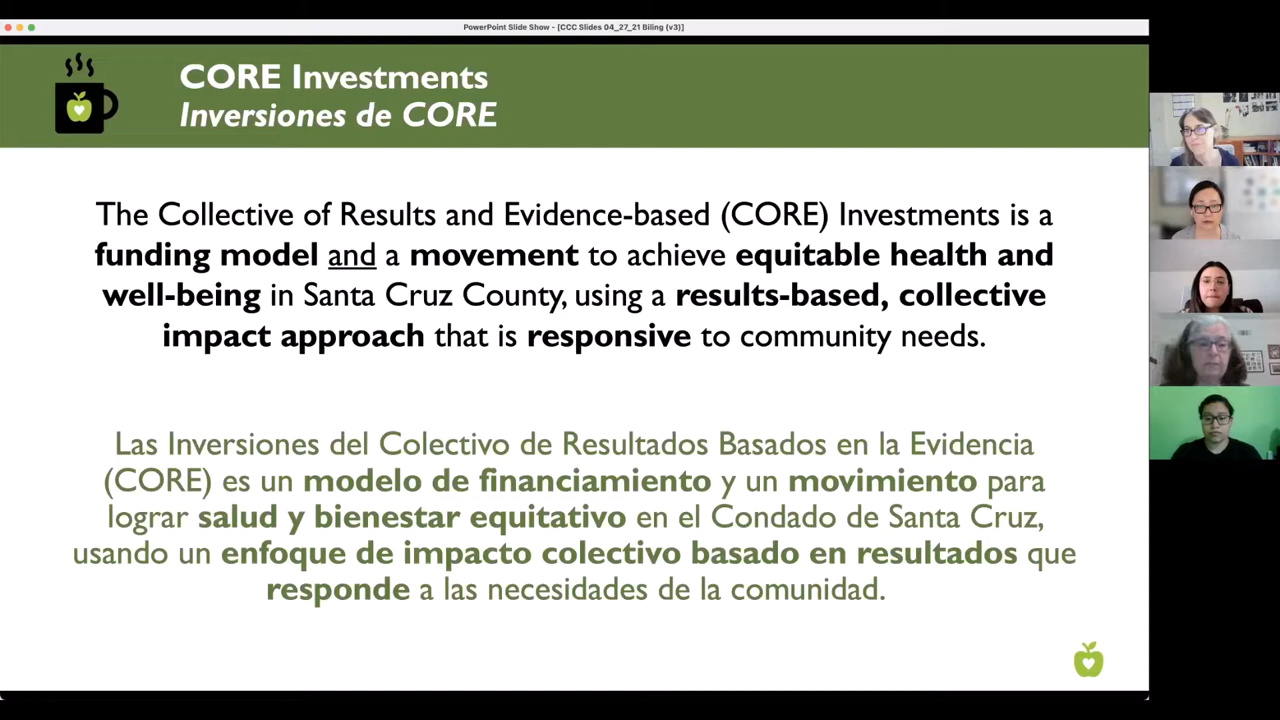 PowerPoint Slide Show - [CCC Slides 04_27_21 Biling (v3)]
CORE Investments
Inversiones de CORE
The Collective of Results and Evidence-based (CORE) Investments is a
funding model and a movement to achieve equitable health and
well-being in Santa Cruz County, using a results-based, collective
impact approach that is responsive to community needs.
Las Inversiones del Colectivo de Resultados Basados en la Evidencia
(CORE) es un modelo de financiamiento y un movimiento para
lograr salud y bienestar equitativo en el Condado de Santa Cruz,
usando un enfoque de impacto colectivo basado en resultados que
responde a las necesidades de la comunidad.